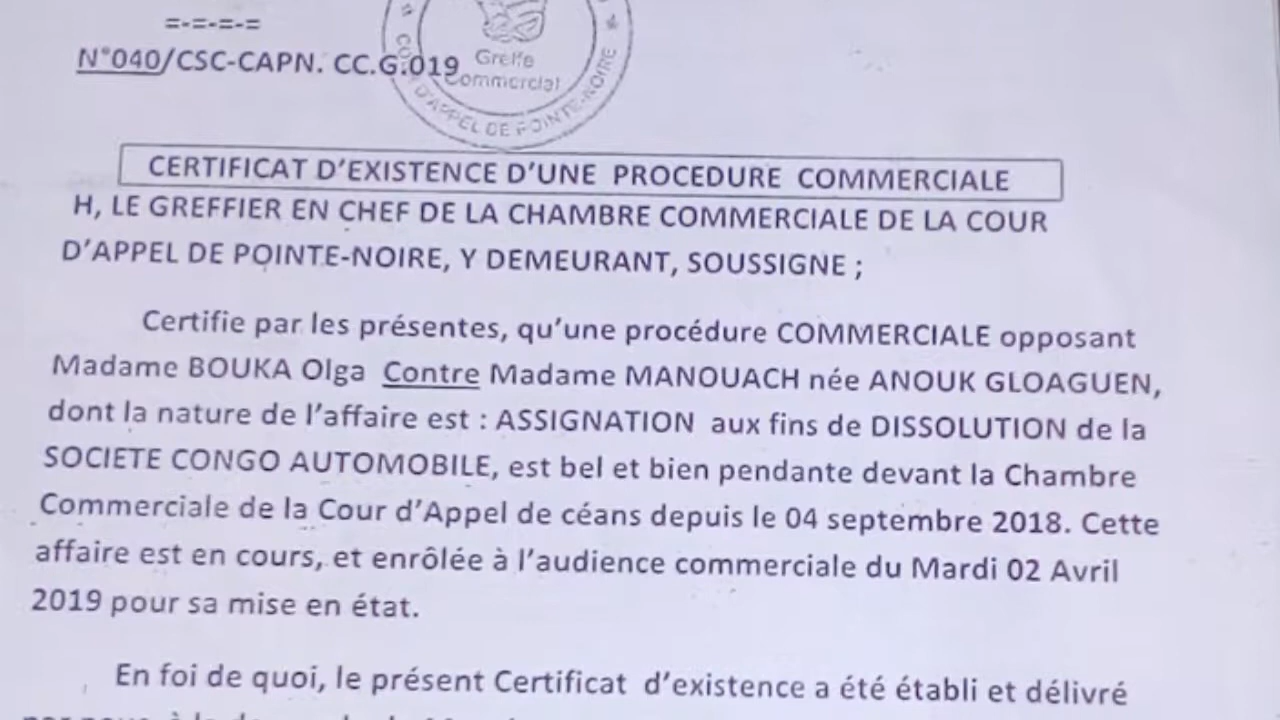 =-=-=-=
N°040/CSC-CAPN. CC.G.019
Greffe
Commercial
D'APPEL DE POINTE-NOIRE
CERTIFICAT D'EXISTENCE D'UNE PROCEDURE COMMERCIALE
H, LE GREFFIER EN CHEF DE LA CHAMBRE COMMERCIALE DE LA COUR
D'APPEL DE POINTE-NOIRE, Y DEMEURANT, SOUSSIGNE ;
Certifie par les présentes, qu'une procédure COMMERCIALE opposant
Madame BOUKA Olga Contre Madame MANOUACH née ANOUK GLOAGUEN,
dont la nature de l'affaire est : ASSIGNATION aux fins de DISSOLUTION de la
SOCIETE CONGO AUTOMOBILE, est bel et bien pendante devant la Chambre
Commerciale de la Cour d'Appel de céans depuis le 04 septembre 2018. Cette
affaire est en cours, et enrôlée à l'audience commerciale du Mardi 02 Avril
2019 pour sa mise en état.
En foi de quoi, le présent Certificat d'existence a été établi et délivré